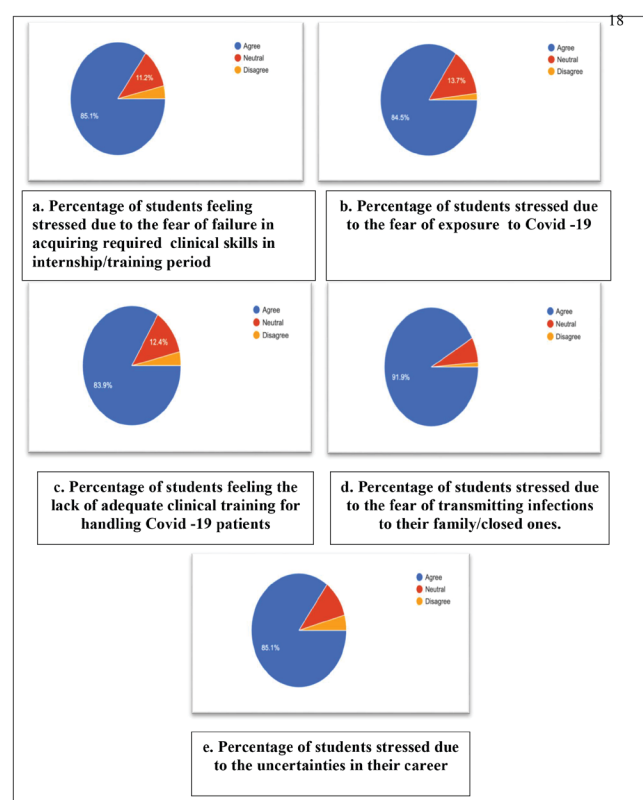 18
Agree
Neutral
Disagree
11.2%
85.1%
Agree
Neutral
Disagree
13.7%
84.5%
a. Percentage of students feeling
stressed due to the fear of failure in
acquiring required clinical skills in
internship/training period
b. Percentage of students stressed due
to the fear of exposure to Covid -19
Agree
Neutral
Disagree
12.4%
83.9%
Agree
Neutral
Disagree
91.9%
c. Percentage of students feeling the
lack of adequate clinical training for
handling Covid -19 patients
d. Percentage of students stressed due
to the fear of transmitting infections
to their family/closed ones.
Agree
Neutral
Disagree
85.1%
e. Percentage of students stressed due
to the uncertainties in their career